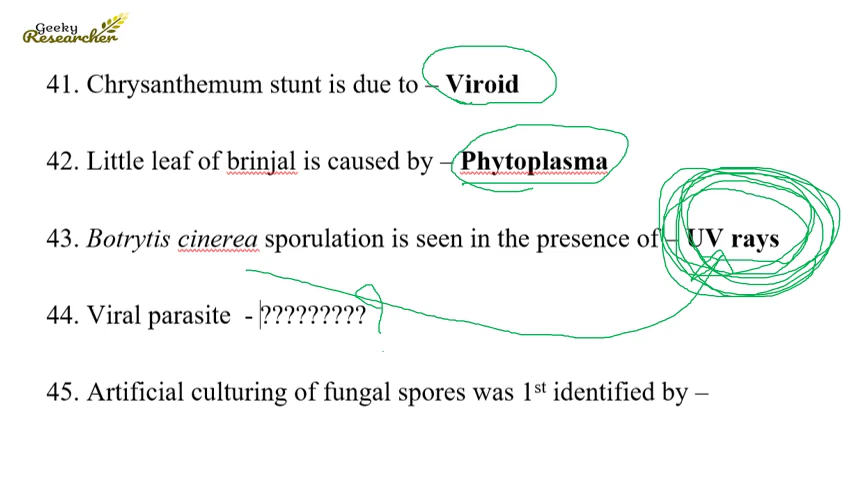 Geeky
Researcher
41. Chrysanthemum stunt is due to – Viroid
42. Little leaf of brinjal is caused by – Phytoplasma
43. Botrytis cinerea sporulation is seen in the presence of – UV rays
44. Viral parasite - ?????????
45. Artificial culturing of fungal spores was 1st identified by –